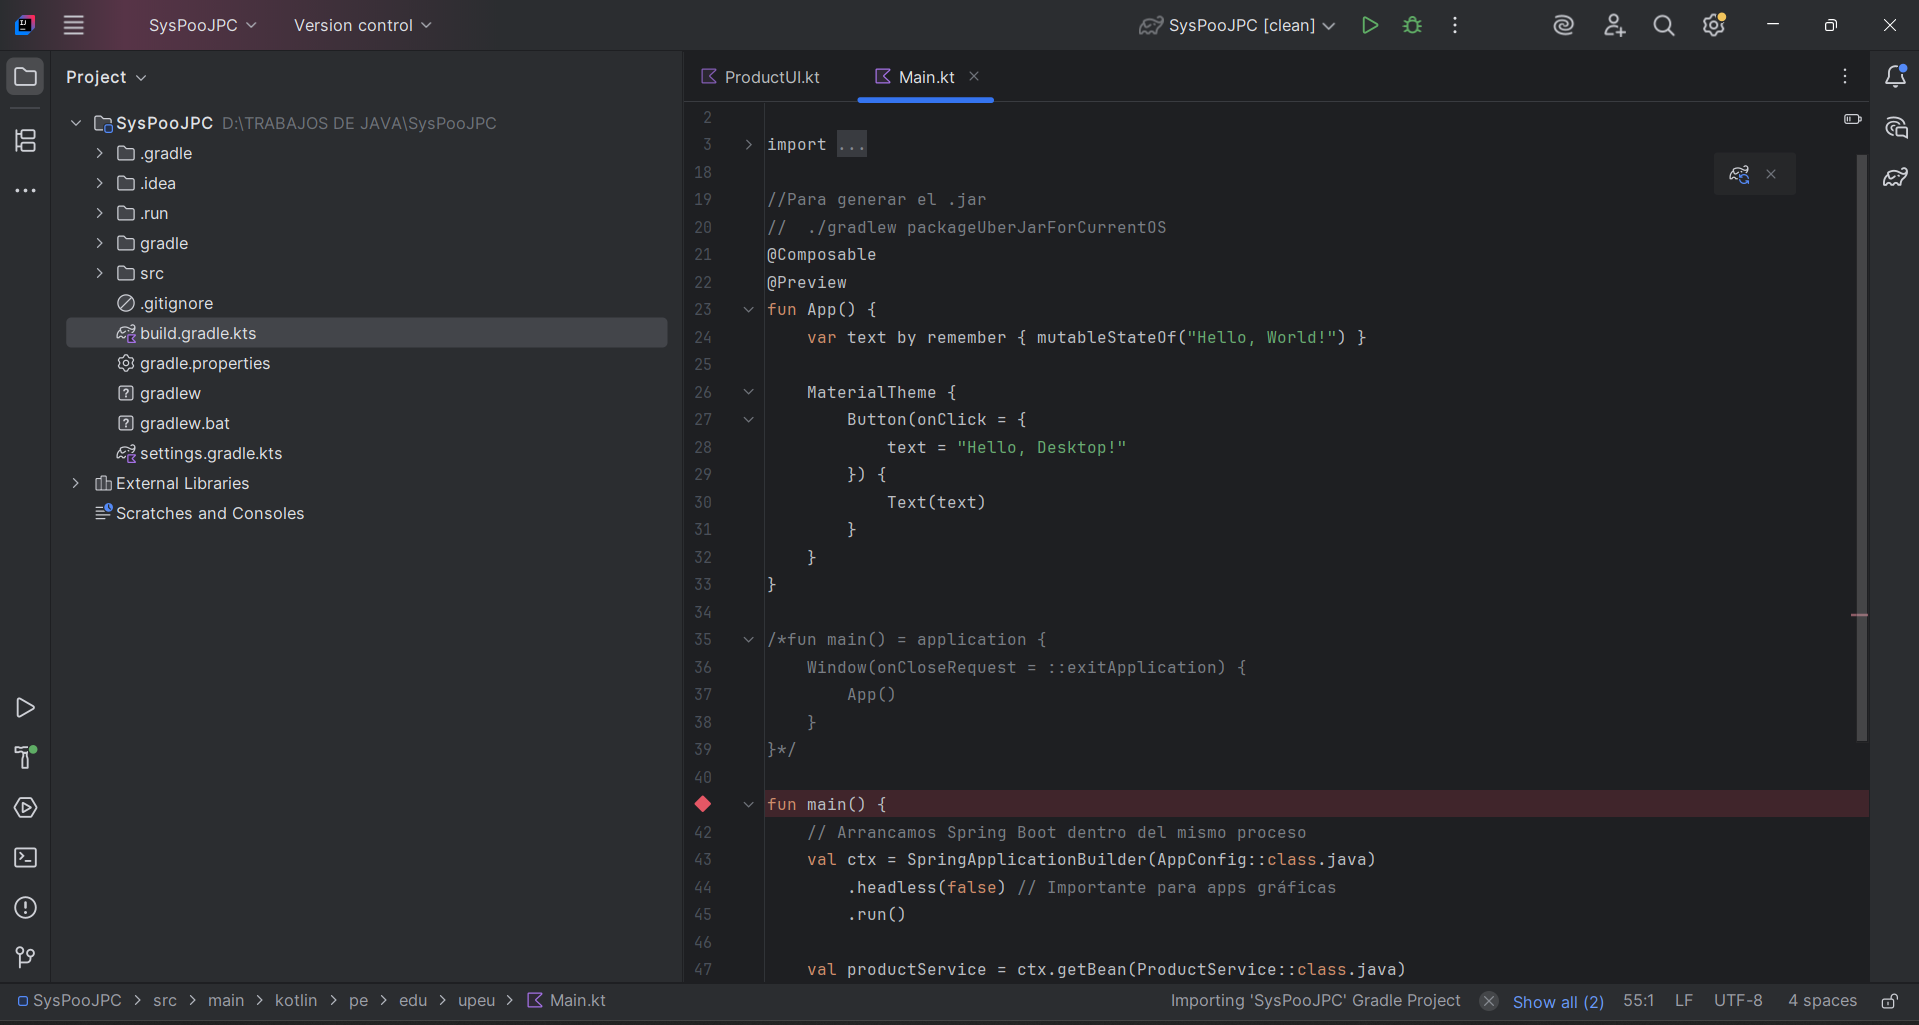 SysPooJPC
Version control
SysPooJPC [clean]
Project
SysPooJPC D:\TRABAJOS DE JAVA\SysPooJPC
.gradle
.idea
.run
gradle
src
.gitignore
build.gradle.kts
gradle.properties
gradlew
gradlew.bat
settings.gradle.kts
External Libraries
Scratches and Consoles
ProductUI.kt
Main.kt
2
3 import ...
18
19 //Para generar el .jar
20 //  ./gradlew packageUberJarForCurrentOS
21 @Composable
22 @Preview
23 fun App() {
24     var text by remember { mutableStateOf("Hello, World!") }
25
26     MaterialTheme {
27         Button(onClick = {
28             text = "Hello, Desktop!"
29         }) {
30             Text(text)
31         }
32     }
33 }
34
35 /*fun main() = application {
36     Window(onCloseRequest = ::exitApplication) {
37         App()
38     }
39 }*/
40
fun main() {
42     // Arrancamos Spring Boot dentro del mismo proceso
43     val ctx = SpringApplicationBuilder(AppConfig::class.java)
44         .headless(false) // Importante para apps gráficas
45         .run()
46
47     val productService = ctx.getBean(ProductService::class.java)
SysPooJPC > src > main > kotlin > pe > edu > upeu > Main.kt
Importing 'SysPooJPC' Gradle Project
Show all (2)
55:1
LF
UTF-8
4 spaces